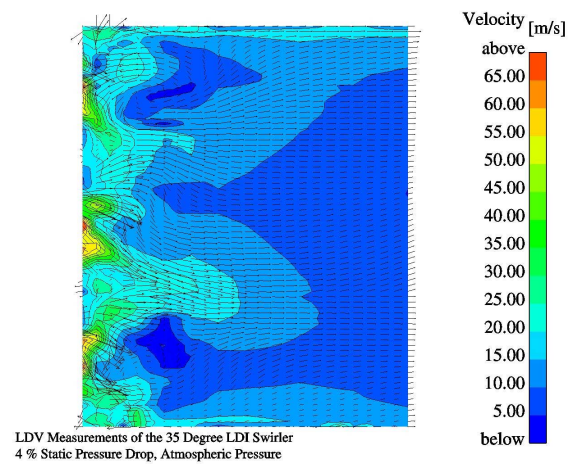 Velocity [m/s]
above
65.00
60.00
55.00
50.00
45.00
40.00
35.00
30.00
25.00
20.00
15.00
10.00
5.00
below
LDV Measurements of the 35 Degree LDI Swirler
4 % Static Pressure Drop, Atmospheric Pressure